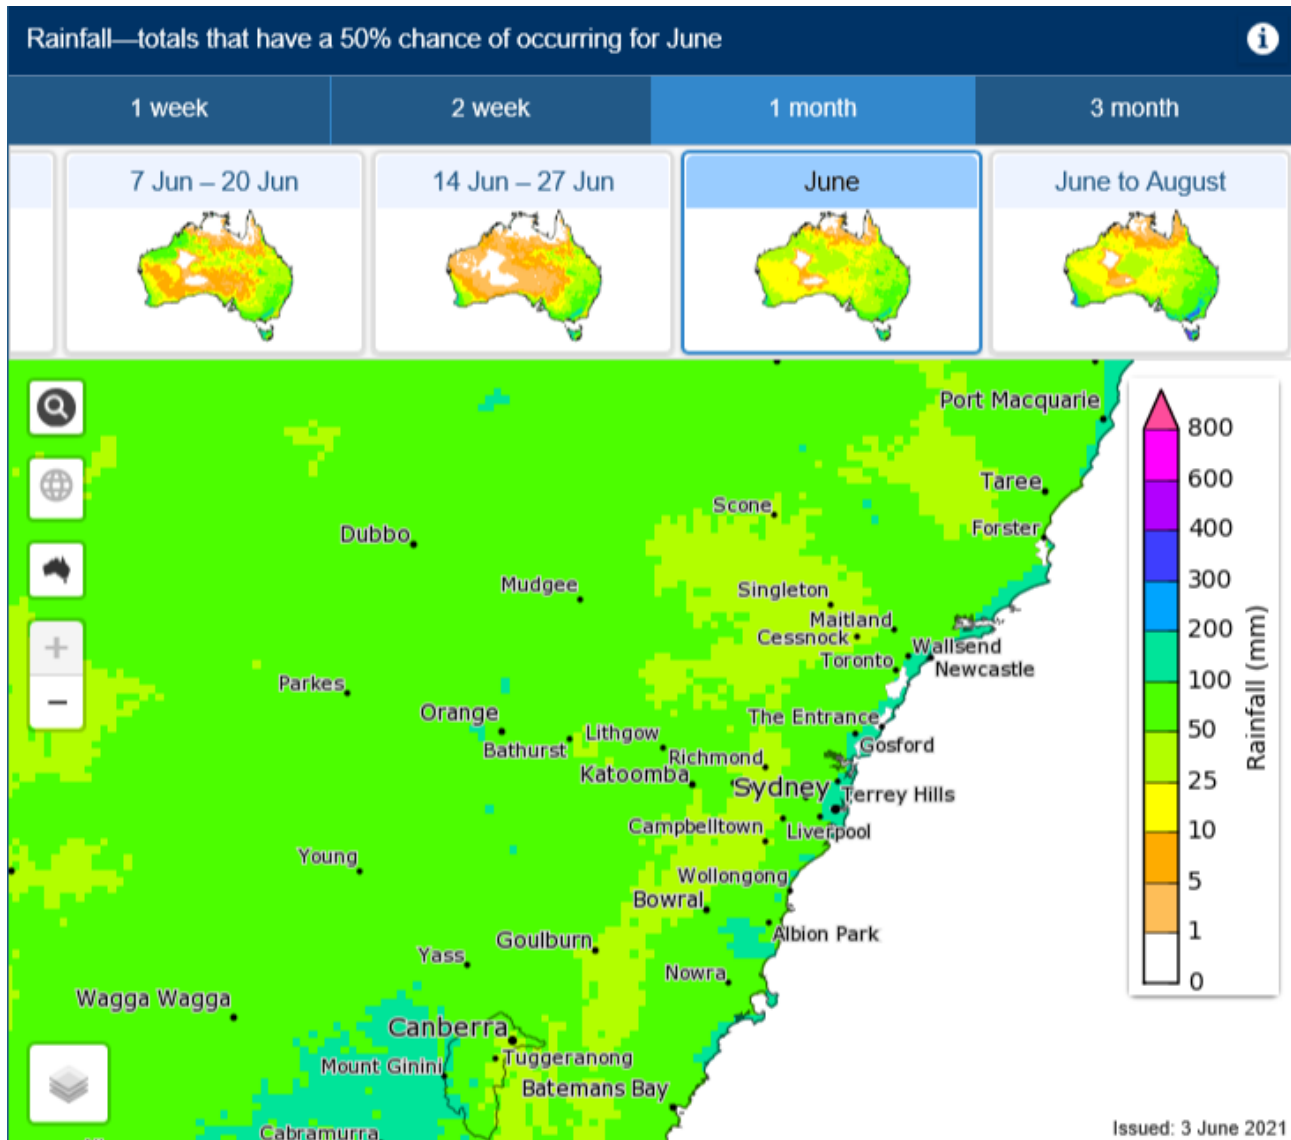 Rainfall—totals that have a 50% chance of occurring for June
i
1 week
2 week
1 month
3 month
7 Jun – 20 Jun
14 Jun – 27 Jun
June
June to August
Port Macquarie
Taree
Scone
Forster
Dubbo
Mudgee
Singleton
Maitland
Cessnock
Wallsend
Toronto
Newcastle
Parkes
Orange
The Entrance
Lithgow
Bathurst
Gosford
Richmond
Katoomba
Sydney
Terrey Hills
Campbelltown
Liverpool
Young
Wollongong
Bowral
Albion Park
Goulburn
Yass
Nowra
Wagga Wagga
Canberra
Tuggeranong
Mount Ginini
Batemans Bay
Cabramurra
800
600
400
300
200
100
50
25
10
5
1
0
Rainfall (mm)
+
−
Issued: 3 June 2021